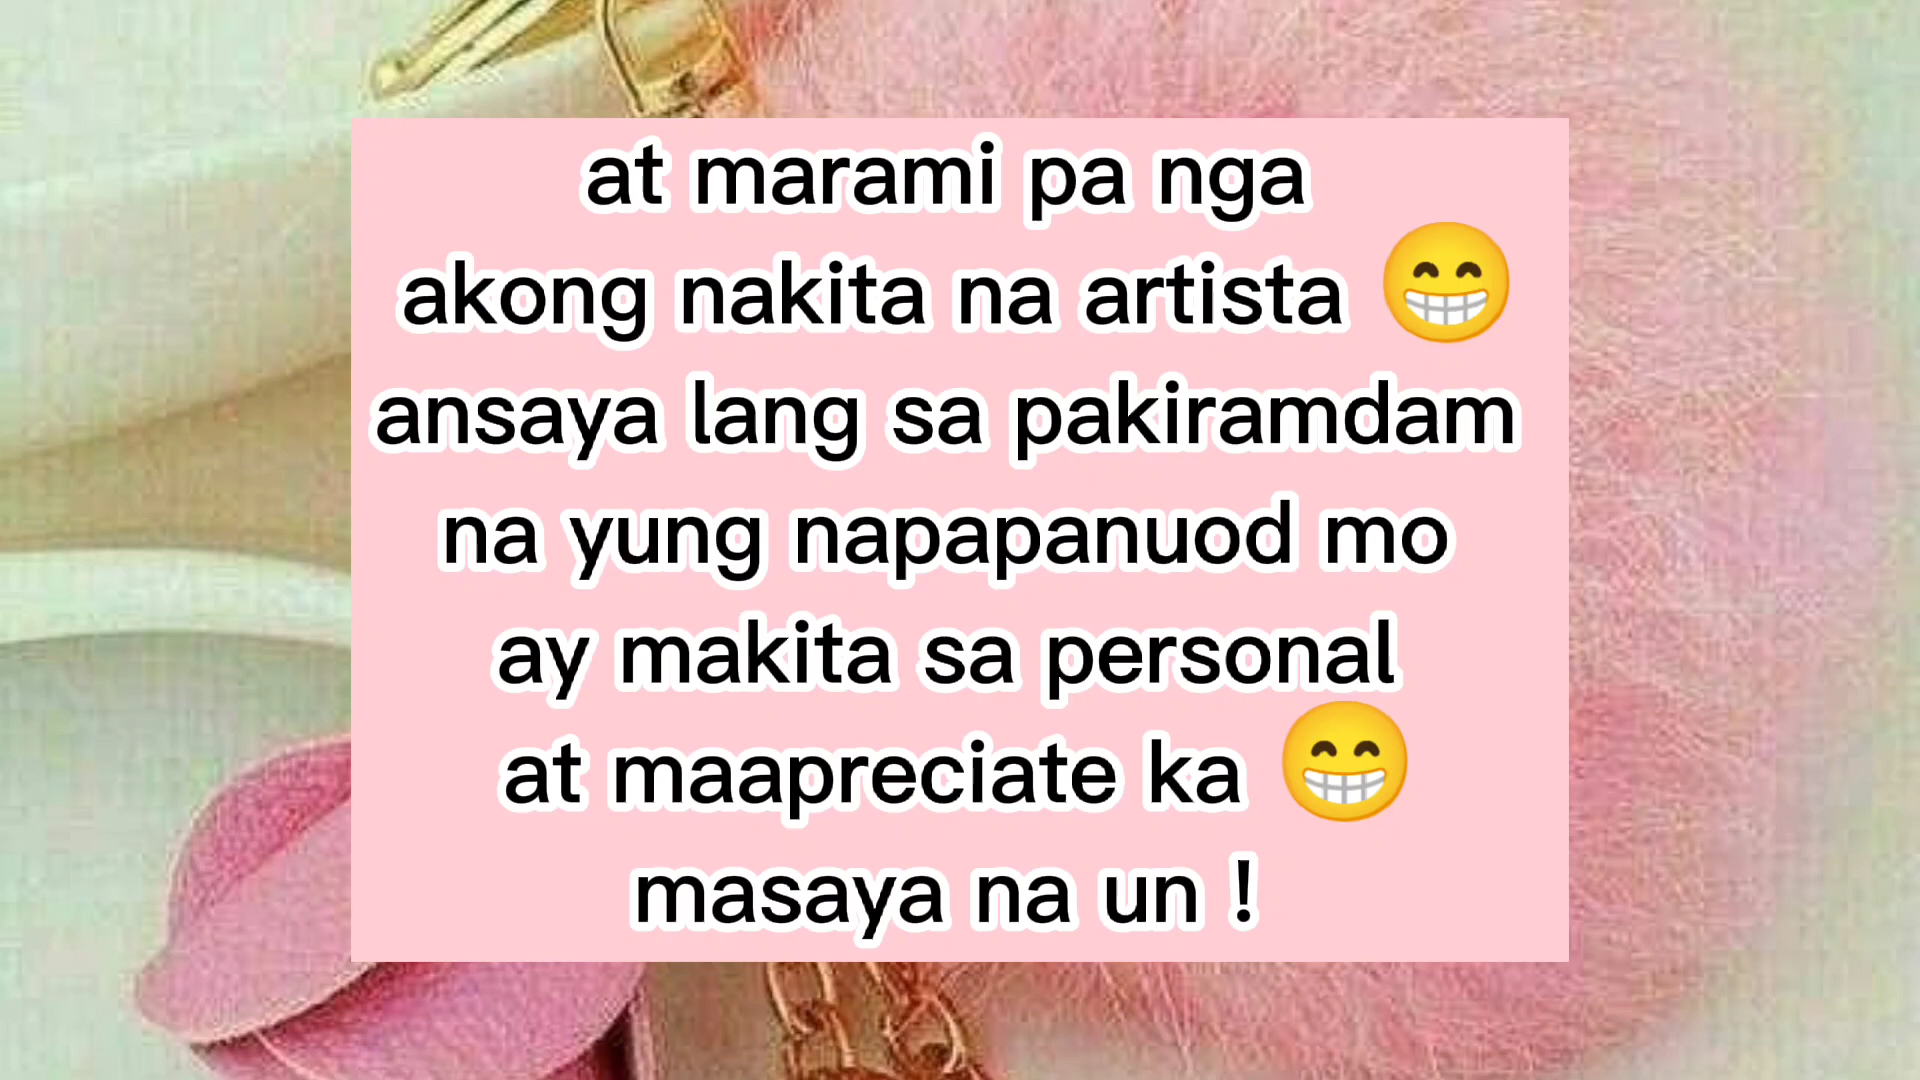 at marami pa nga
akong nakita na artista 😁
ansaya lang sa pakiramdam
na yung napapanuod mo
ay makita sa personal
at maapreciate ka 😁
masaya na un !